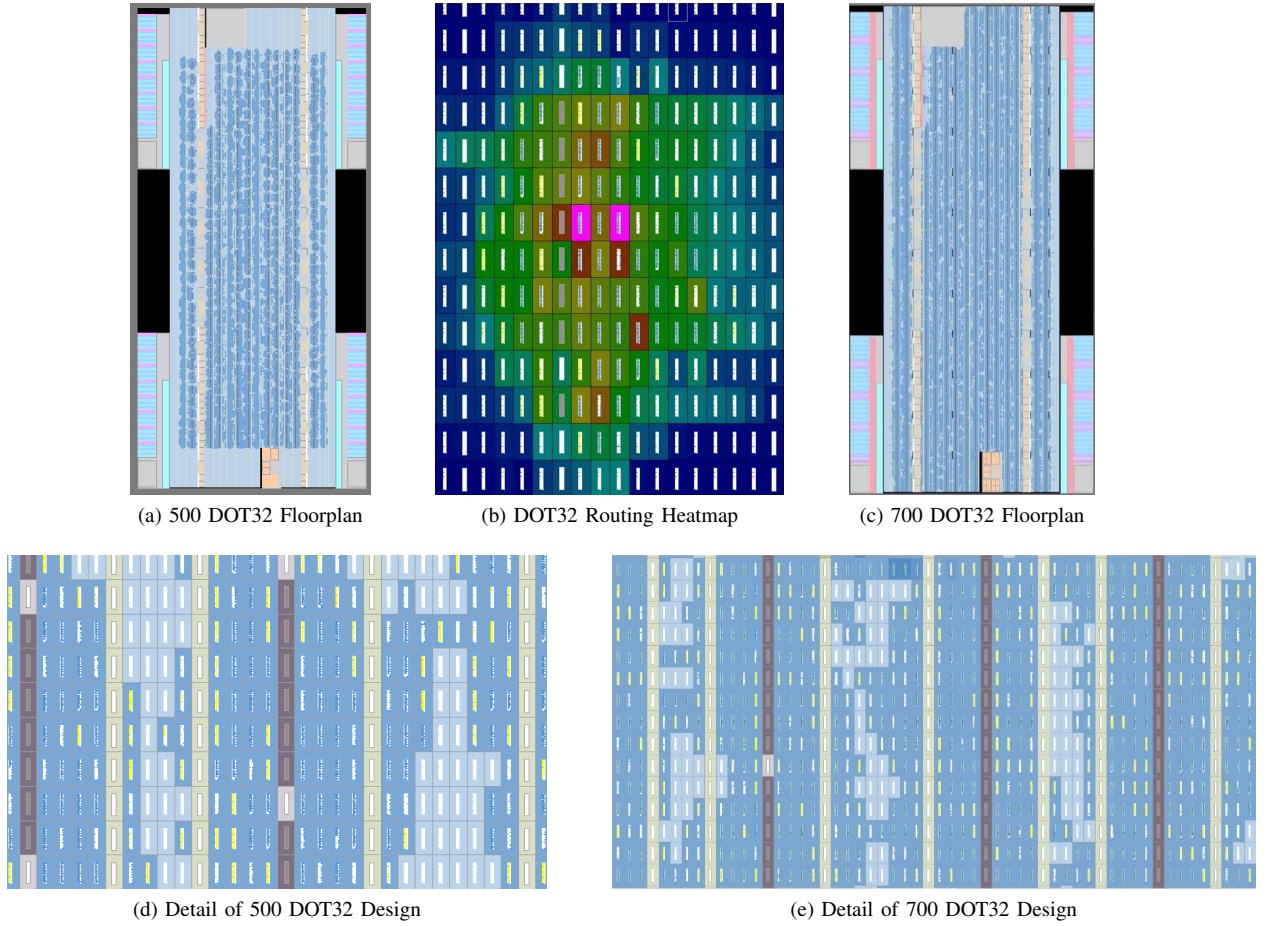 (a) 500 DOT32 Floorplan
(b) DOT32 Routing Heatmap
(c) 700 DOT32 Floorplan
(d) Detail of 500 DOT32 Design
(e) Detail of 700 DOT32 Design